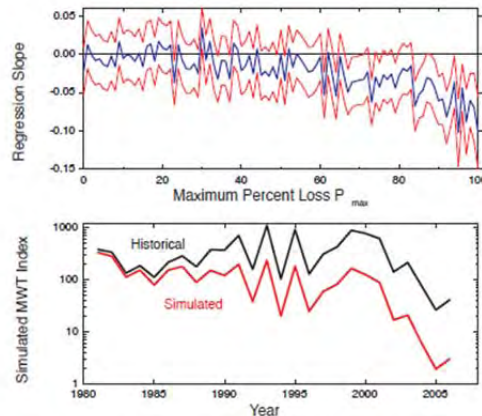 0.05
0.00
-0.05
-0.10
-0.15
Regression Slope
0 20 40 60 80 100
Maximum Percent Loss P max
1000
100
10
1
Simulated MWT Index
Historical
Simulated
1980 1985 1990 1995 2000 2005
Year